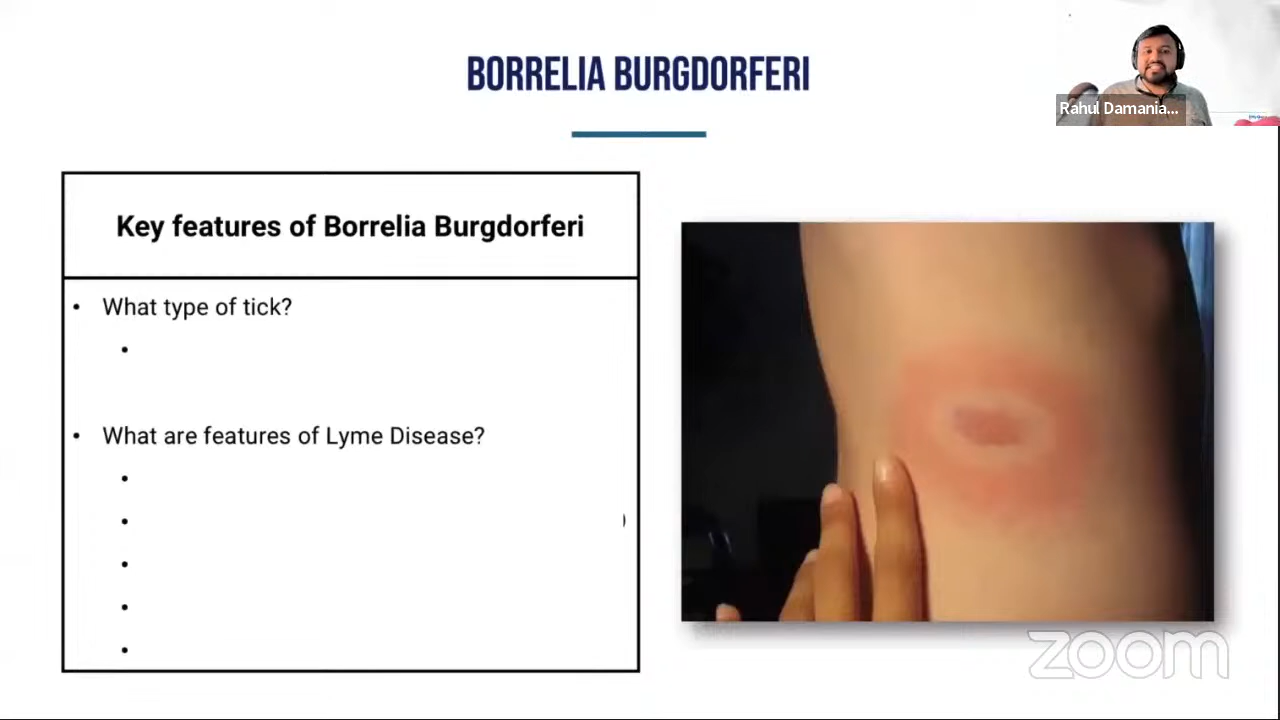 BORRELIA BURGDORFERI
Rahul Damania...
Key features of Borrelia Burgdorferi
• What type of tick?
•
• What are features of Lyme Disease?
•
• )
•
•
•
zoom